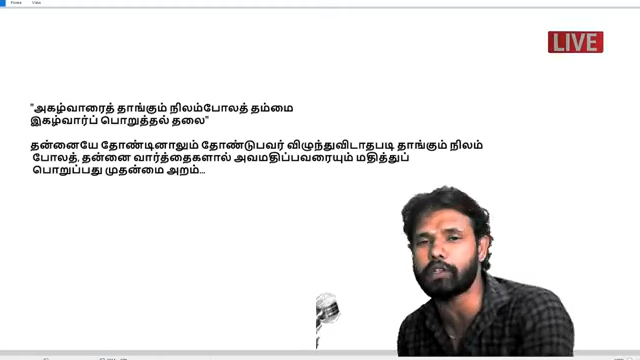 LIVE
"அகழ்வாரைத் தாங்கும் நிலம்போலத் தம்மை
இகழ்வார்ப் பொறுத்தல் தலை"
தன்னையே தோண்டினாலும் தோண்டுபவர் விழுந்துவிடாதபடி தாங்கும் நிலம்
போலத், தன்னை வார்த்தைகளால் அவமதிப்பவரையும் மதித்துப்
பொறுப்பது முதன்மை அறம்...